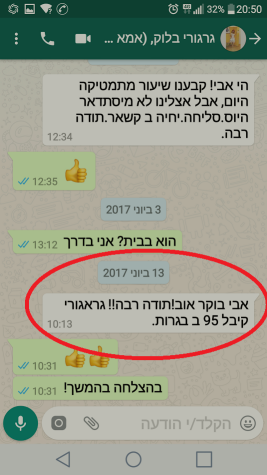 32% 20:50
גרגורי בלוק, (אמא
הי אבי! קבענו שיעור מתמטיקה
היום, אבל אצלינו לא מיסתדאר
היוס.סליחה.יחיה ב קשאר.תודה
רבה.
12:34
👍
12:35
3 ביוני 2017
הוא בבית? אני בדרך
13:12
13 ביוני 2017
אבי בוקר אוב!תודה רבה!! גראגורי
קיבל 95 ב בגרות.
10:13
👍👍
10:31
בהצלחה בהמשך!
10:31
הקלד/י הודעה